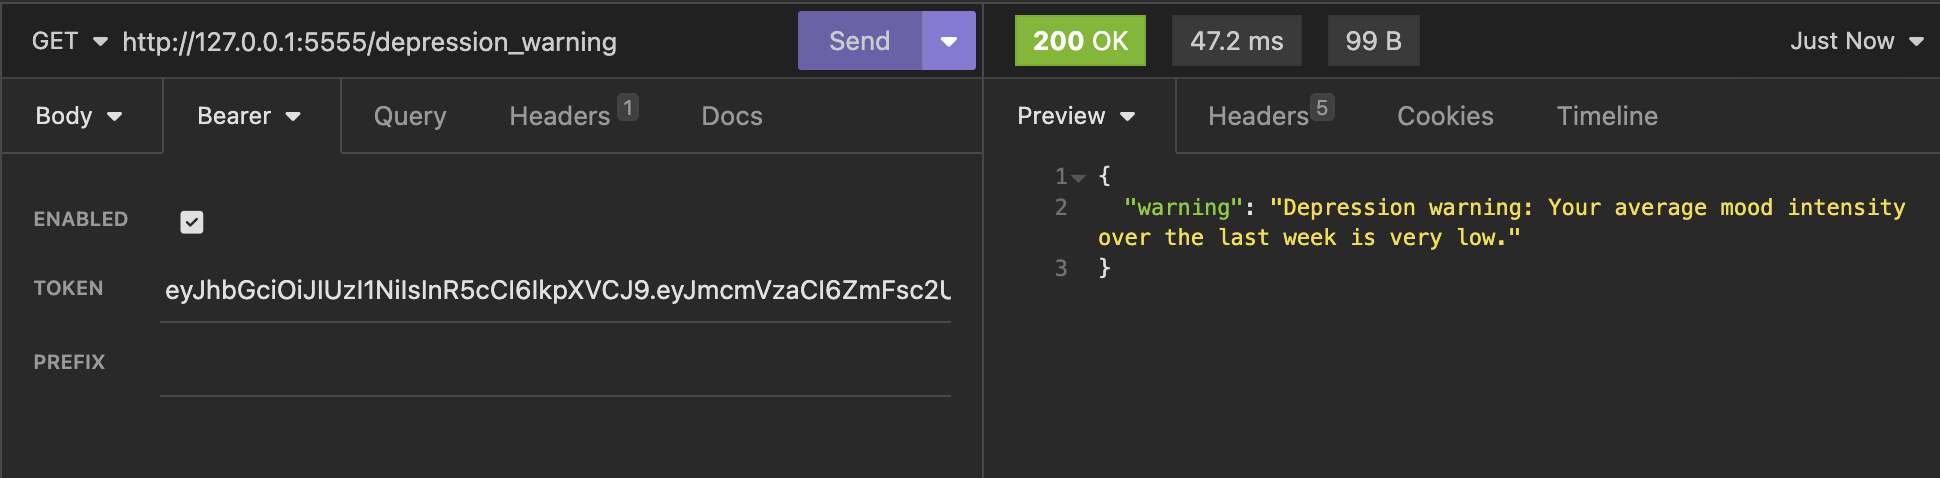 GET http://127.0.0.1:5555/depression_warning Send
200 OK 47.2 ms 99 B Just Now
Body Bearer Query Headers 1 Docs
Preview Headers 5 Cookies Timeline
ENABLED
TOKEN eyJhbGciOiJIUzI1NiIsInR5cCI6IkpXVCJ9.eyJmcmVzaCI6ZmFsc2U
PREFIX
1 {
2 "warning": "Depression warning: Your average mood intensity
over the last week is very low."
3 }